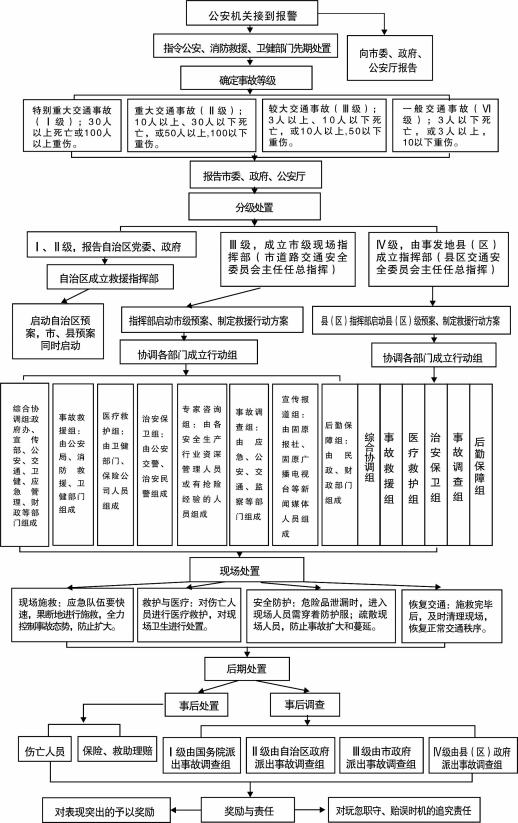 公安机关接到报警
指令公安、消防救援、卫健部门先期处置
向市委、政府、
公安厅报告
确定事故等级
特别重大交通事故
（Ⅰ级）；30人
以上死亡或100人
以上重伤。
重大交通事故（Ⅱ级）；
10人以上、30人以下死
亡，或50人以上,100以下
重伤。
较大交通事故（Ⅲ级）；
3人以上、10人以下死
亡，或10人以上,50以下
重伤。
一般交通事故（Ⅵ
级）；3人以下死亡
，或3人以上，
10以下重伤。
报告市委、政府、公安厅
分级处置
Ⅰ、Ⅱ级，报告自治区党委、政府
Ⅲ级，成立市级现场指
挥部（市道路交通安全
委员会主任任总指挥）
Ⅳ级，由事发地县（区）
成立指挥部（县区交通安
全委员会主任任总指挥）
自治区成立救援指挥部
启动自治区预
案，市、县预案
同时启动
指挥部启动市级预案、制定救援行动方案
县（区）指挥部启动县（区）级预案、制定救援行动方案
协调各部门成立行动组
协调各部门成立行动组
综合协
调组政
府办、
宣传
部、公
安、交
通、卫
健、应
急管
理、财
政等部
门组成
事故救
援组：
由公安
局、消
防救
援、卫
健部门
组成
医疗救
护组：
由卫健
部门、
保险公
司人员
组成
治安保
卫组：
由公安
交警、
治安民
警组成
专家咨询
组：由各
安全生产
行业资深
管理人员
或有抢险
经验的人
员组成
事故调
查组：
由应
急、公
安、交
通、监
察等部
门组成
宣传报
道组：
由固原
报社、
固原广
播电视
台等新
闻媒体
人员组
成
后勤保
障组：
由民
政、财
政部门
组成
综合协调组
事故救援组
医疗救护组
治安保卫组
事故调查组
后勤保障组
现场处置
现场施救：应急队伍要快
速，果断地进行施救，全力
控制事故态势，防止扩大。
救护与医疗：对伤亡人
员进行医疗救护，对现
场卫生进行处置。
安全防护：危险品泄漏时，进入
现场人员需穿着防护服；疏散现
场人员，防止事故扩大和蔓延。
恢复交通：施救完毕
后，及时清理现场，
恢复正常交通秩序。
后期处置
事后处置
事后调查
伤亡人员
保险、救助理赔
Ⅰ级由国务院派
出事故调查组
Ⅱ级由自治区政府
派出事故调查组
Ⅲ级由市政府
派出事故调查组
Ⅳ级由县（区）政府
派出事故调查组
对表现突出的予以奖励
奖励与责任
对玩忽职守、贻误时机的追究责任